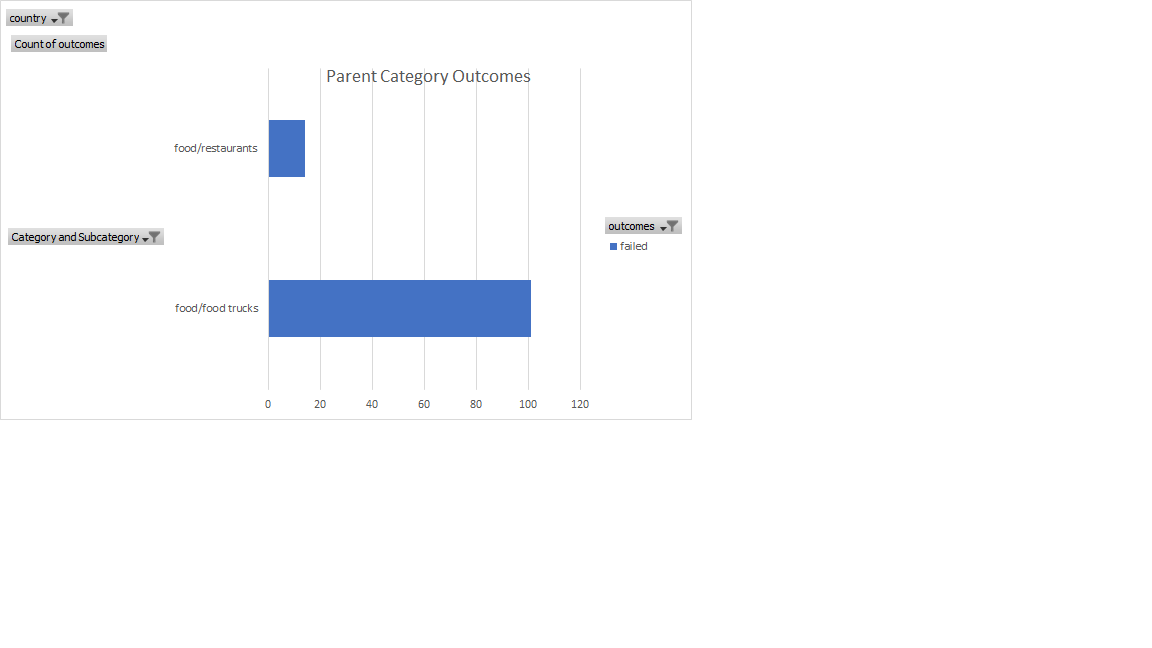 country
Count of outcomes
Parent Category Outcomes
food/restaurants
Category and Subcategory
outcomes
failed
food/food trucks
0 20 40 60 80 100 120